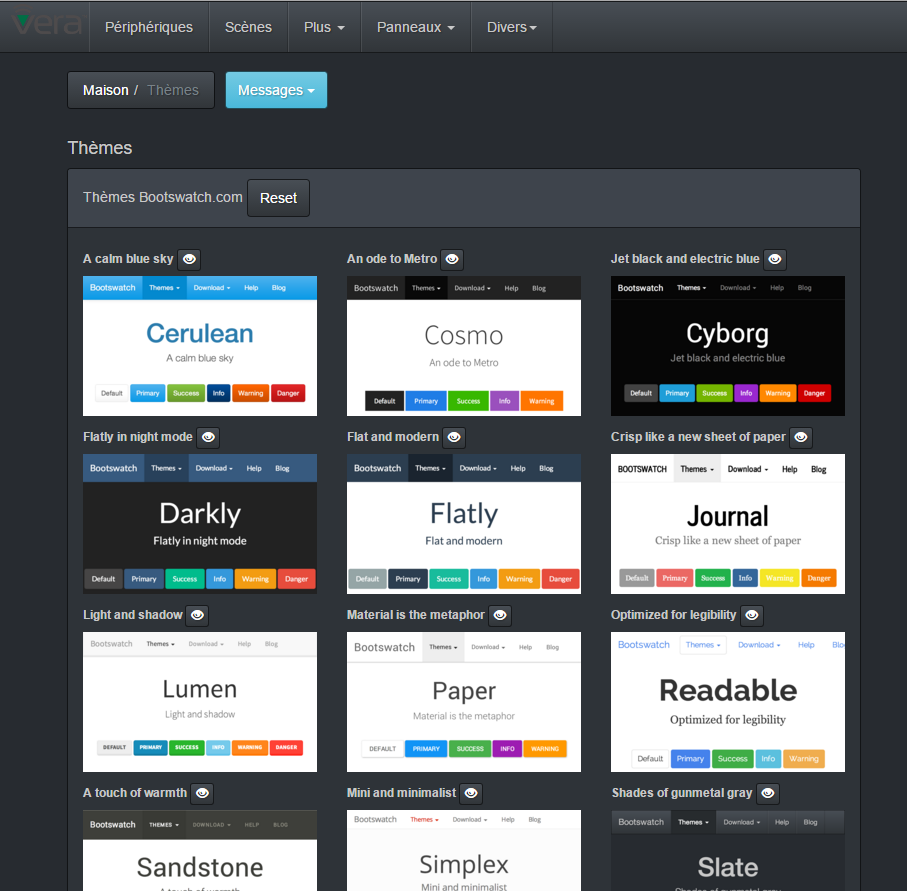 vera Périphériques Scènes Plus Panneaux Divers
Maison / Thèmes Messages
Thèmes
Thèmes Bootswatch.com Reset
A calm blue sky An ode to Metro Jet black and electric blue
Bootswatch Themes Download Help Blog
Cerulean
A calm blue sky
Default Primary Success Info Warning Danger
Bootswatch Themes Download Help Blog
Cosmo
An ode to Metro
Default Primary Success Info Warning
Bootswatch Themes Download Help Blog
Cyborg
Jet black and electric blue
Default Primary Success Info Warning Danger
Flatly in night mode Flat and modern Crisp like a new sheet of paper
Bootswatch Themes Download Help Blog
Darkly
Flatly in night mode
Default Primary Success Info Warning Danger
Bootswatch Themes Download Help Blog
Flatly
Flat and modern
Default Primary Success Info Warning Danger
BOOTSWATCH Themes Download Help Blog
Journal
Crisp like a new sheet of paper
Default Primary Success Info Warning Danger
Light and shadow Material is the metaphor Optimized for legibility
Bootswatch Themes Download Help Blog
Lumen
Light and shadow
DEFAULT PRIMARY SUCCESS INFO WARNING DANGER
Bootswatch Themes Download Help Blog
Paper
Material is the metaphor
DEFAULT PRIMARY SUCCESS INFO WARNING
Bootswatch Themes Download Help Blo
Readable
Optimized for legibility
Default Primary Success Info Warning
A touch of warmth Mini and minimalist Shades of gunmetal gray
Bootswatch THEMES DOWNLOAD HELP BLOG
Sandstone
A touch of warmth
Bootswatch Themes Download Help Blog
Simplex
Mini and minimalist
Bootswatch Themes Download Help Blog
Slate
Shades of gunmetal gray